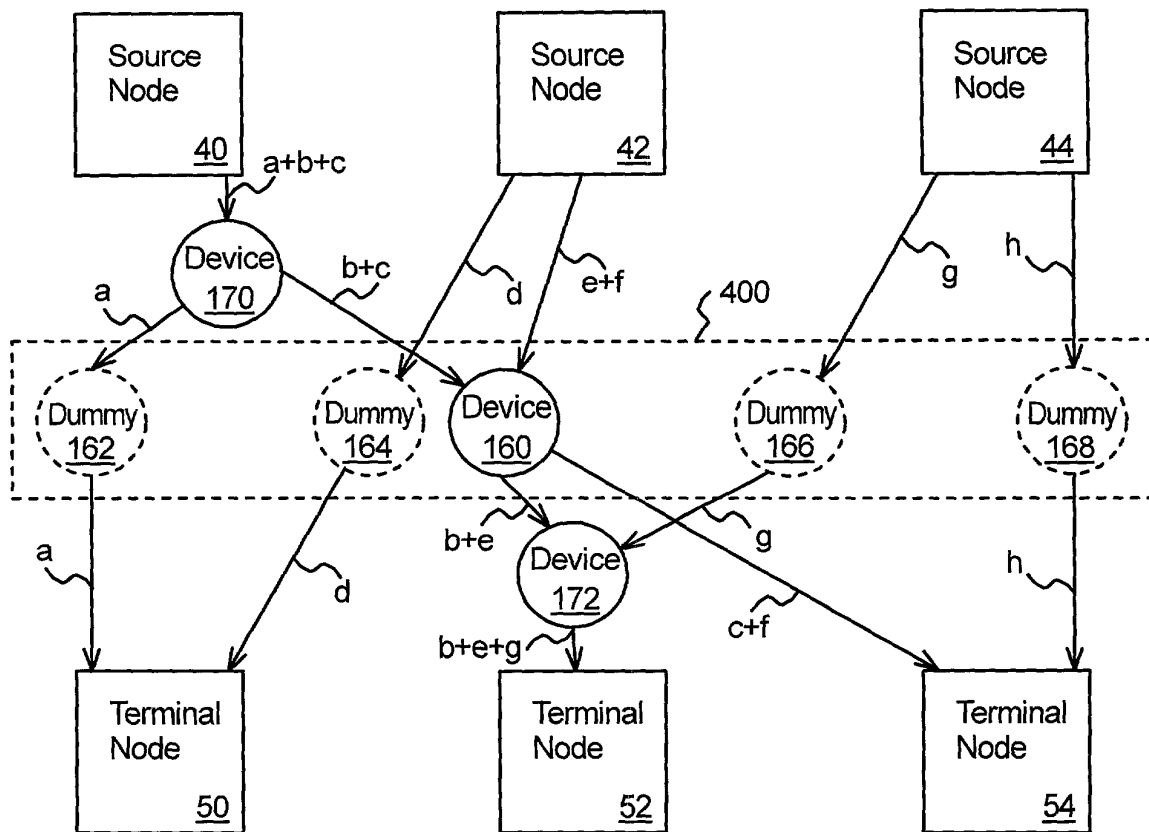 Source
Node
40
Source
Node
42
Source
Node
44
a+b+c
Device
170
b+c
a
d
e+f
g
h
400
Dummy
162
Dummy
164
Device
160
Dummy
166
Dummy
168
b+e
g
a
d
Device
172
c+f
h
b+e+g
Terminal
Node
50
Terminal
Node
52
Terminal
Node
54